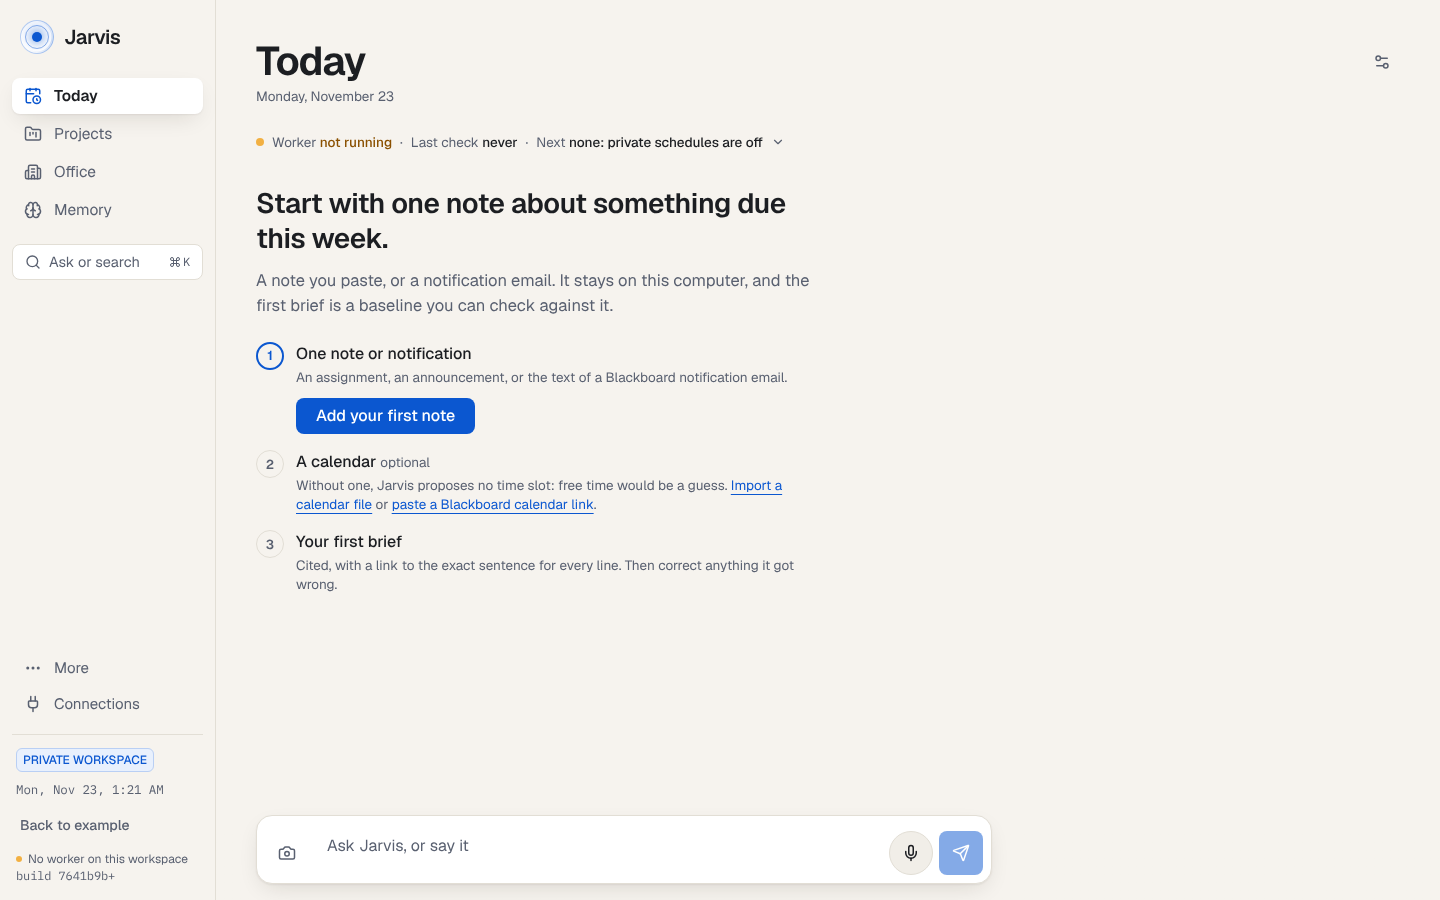 Jarvis
Today
Projects
Office
Memory
Ask or search ⌘K
More
Connections
PRIVATE WORKSPACE
Mon, Nov 23, 1:21 AM
Back to example
No worker on this workspace
build 7641b9b+
Today
Monday, November 23
Worker not running · Last check never · Next none: private schedules are off
Start with one note about something due
this week.
A note you paste, or a notification email. It stays on this computer, and the
first brief is a baseline you can check against it.
1 One note or notification
An assignment, an announcement, or the text of a Blackboard notification email.
Add your first note
2 A calendar optional
Without one, Jarvis proposes no time slot: free time would be a guess. Import a
calendar file or paste a Blackboard calendar link.
3 Your first brief
Cited, with a link to the exact sentence for every line. Then correct anything it got
wrong.
Ask Jarvis, or say it